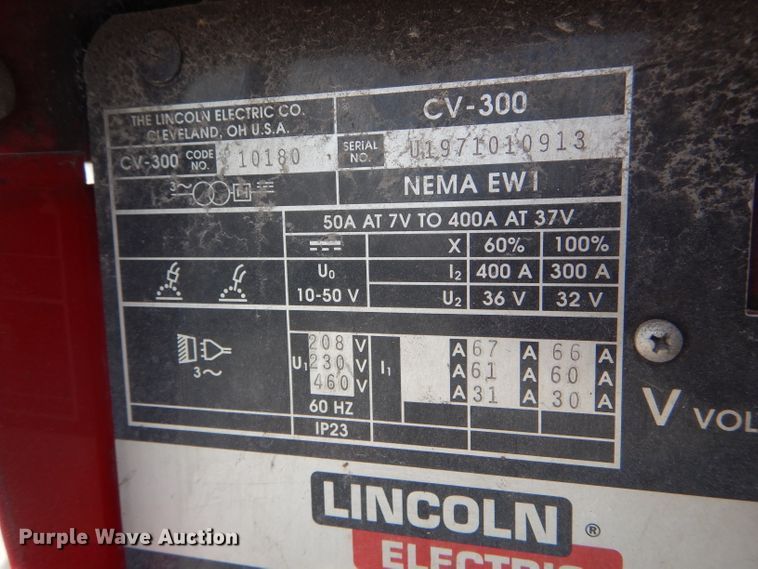 THE LINCOLN ELECTRIC CO. CV-300
CLEVELAND, OH U.S.A.
CV-300 CODE NO. 10180 SERIAL NO. U1971010913
3~ NEMA EW1
50A AT 7V TO 400A AT 37V
X 60% 100%
U0 I2 400 A 300 A
10-50 V U2 36 V 32 V
208 V A 67 A 66 A
3~ U1 230 V I1 A 61 A 60 A
460 V A 31 A 30 A
60 HZ
IP23
V VOL
LINCOLN ®
ELECTRIC
Purple Wave Auction